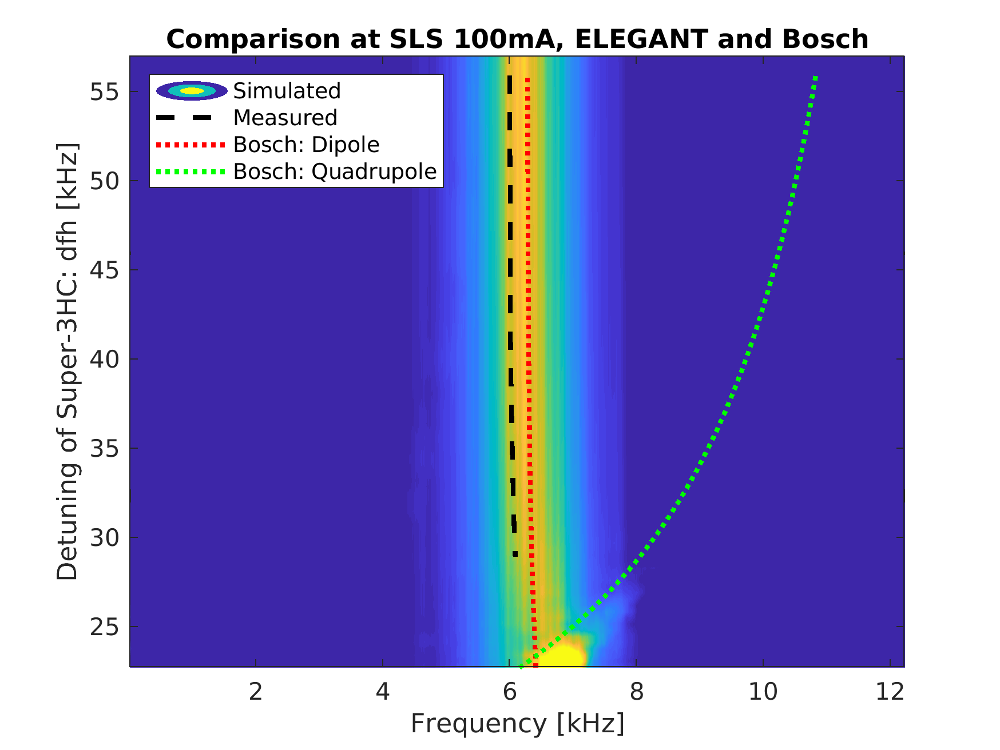 Comparison at SLS 100mA, ELEGANT and Bosch
Simulated
Measured
Bosch: Dipole
Bosch: Quadrupole
Detuning of Super-3HC: dfh [kHz]
55
50
45
40
35
30
25
2 4 6 8 10 12
Frequency [kHz]